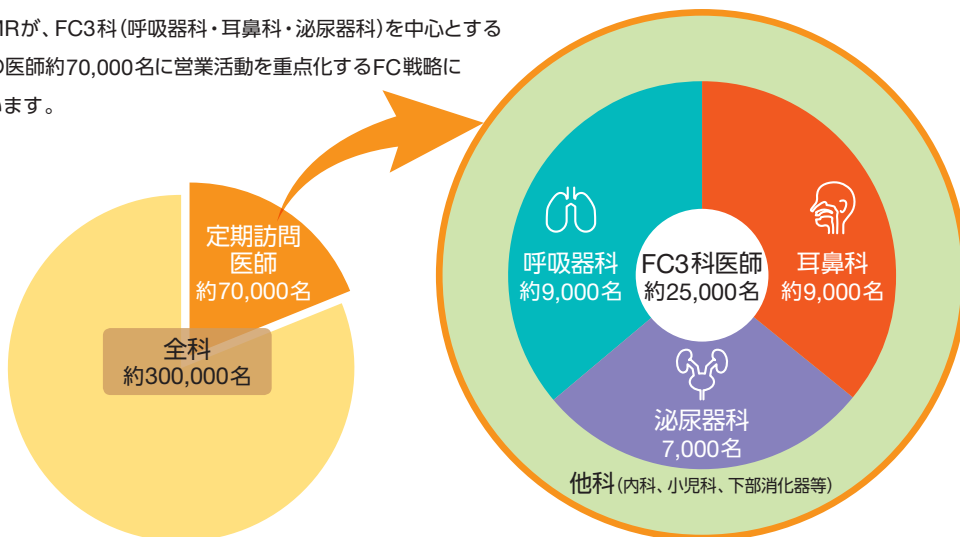 MRが、FC3科(呼吸器科・耳鼻科・泌尿器科)を中心とする
の医師約70,000名に営業活動を重点化するFC戦略に
います。
定期訪問
医師
約70,000名
全科
約300,000名
呼吸器科
約9,000名
FC3科医師
約25,000名
耳鼻科
約9,000名
泌尿器科
7,000名
他科(内科、小児科、下部消化器等)